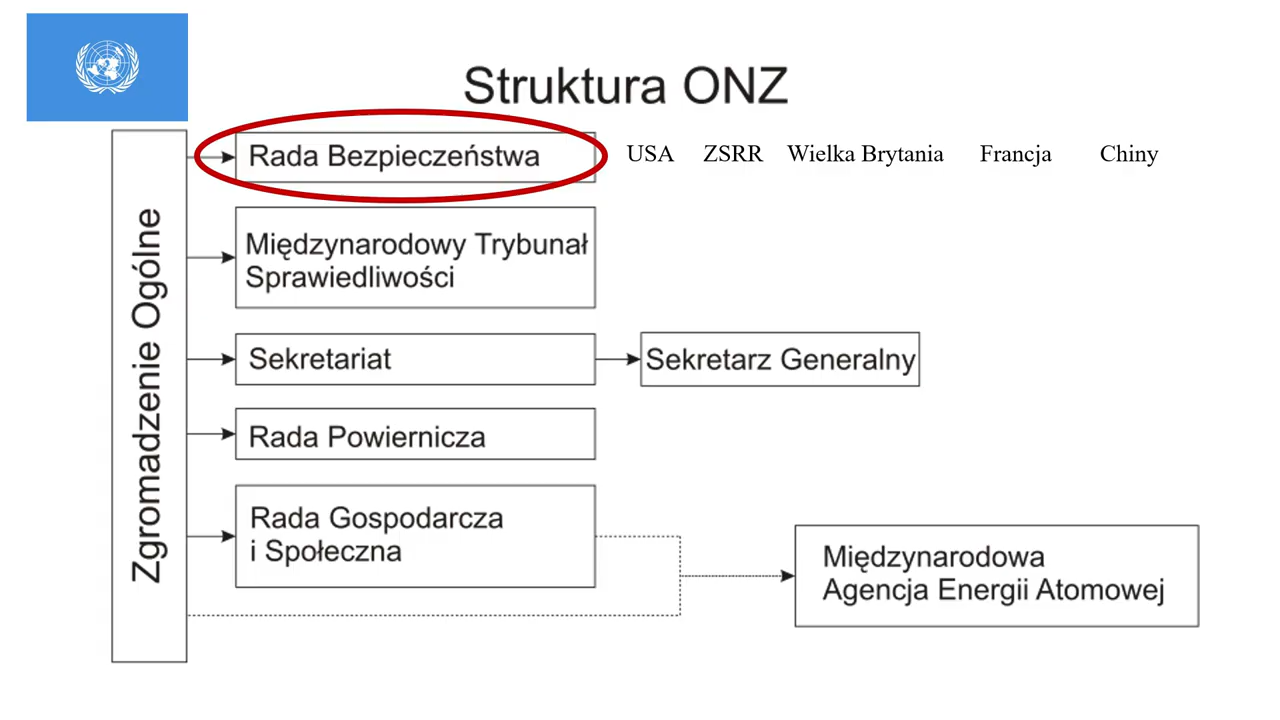 Struktura ONZ
Zgromadzenie Ogólne
Rada Bezpieczeństwa
USA ZSRR Wielka Brytania Francja Chiny
Międzynarodowy Trybunał
Sprawiedliwości
Sekretariat
Sekretarz Generalny
Rada Powiernicza
Rada Gospodarcza
i Społeczna
Międzynarodowa
Agencja Energii Atomowej